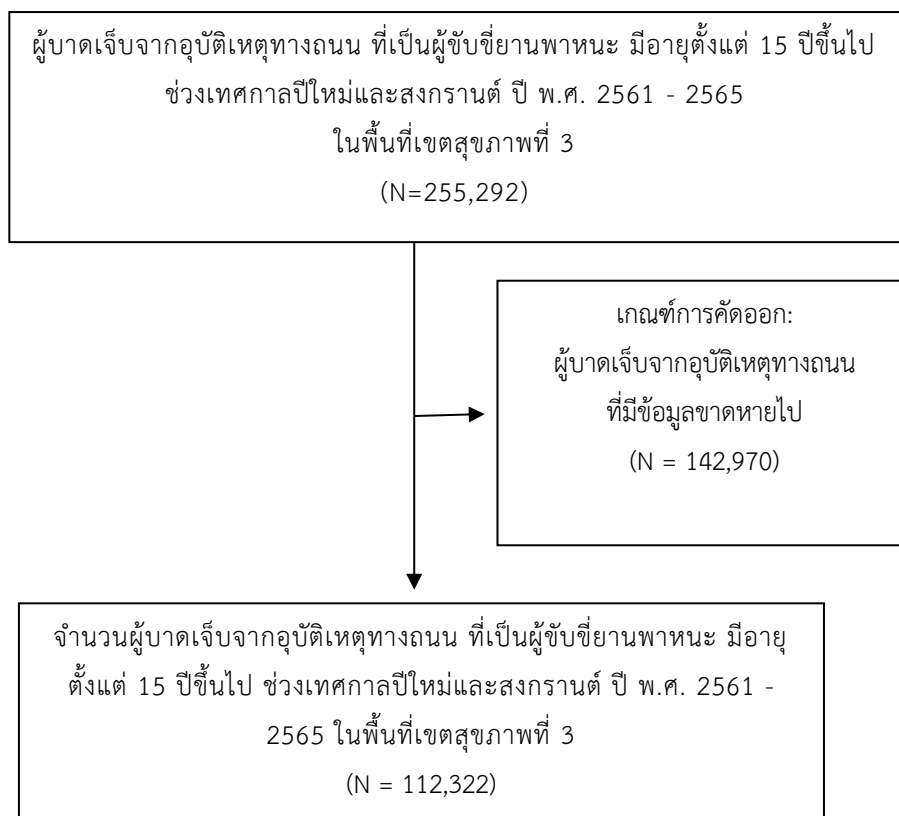 ผู้บาดเจ็บจากอุบัติเหตุทางถนน ที่เป็นผู้ขับขี่ยานพาหนะ มีอายุตั้งแต่ 15 ปีขึ้นไป
ช่วงเทศกาลปีใหม่และสงกรานต์ ปี พ.ศ. 2561 - 2565
ในพื้นที่เขตสุขภาพที่ 3
(N=255,292)
เกณฑ์การคัดออก:
ผู้บาดเจ็บจากอุบัติเหตุทางถนน
ที่มีข้อมูลขาดหายไป
(N = 142,970)
จำนวนผู้บาดเจ็บจากอุบัติเหตุทางถนน ที่เป็นผู้ขับขี่ยานพาหนะ มีอายุ
ตั้งแต่ 15 ปีขึ้นไป ช่วงเทศกาลปีใหม่และสงกรานต์ ปี พ.ศ. 2561 -
2565 ในพื้นที่เขตสุขภาพที่ 3
(N = 112,322)